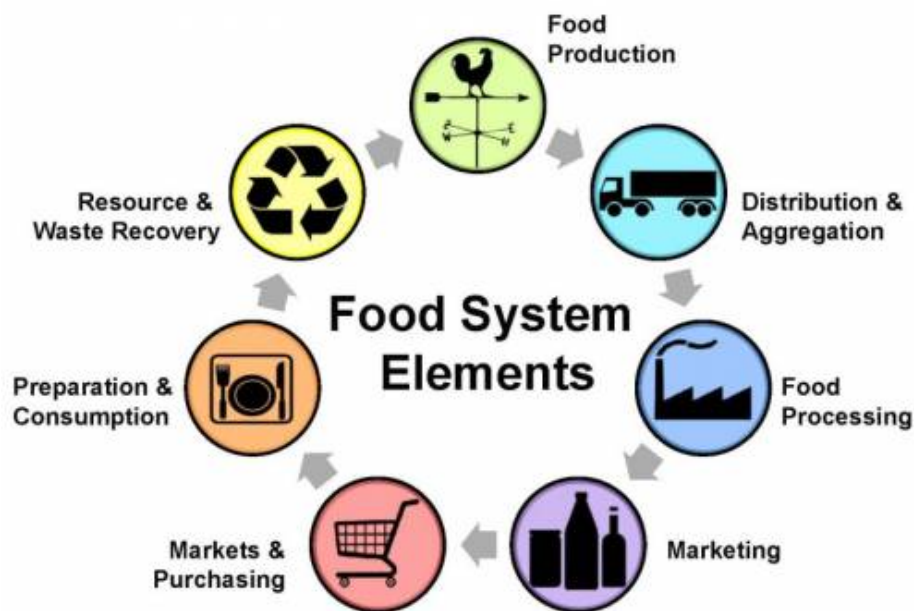 Food
Production
Distribution &
Aggregation
Food
Processing
Marketing
Markets &
Purchasing
Preparation &
Consumption
Resource &
Waste Recovery
Food System
Elements